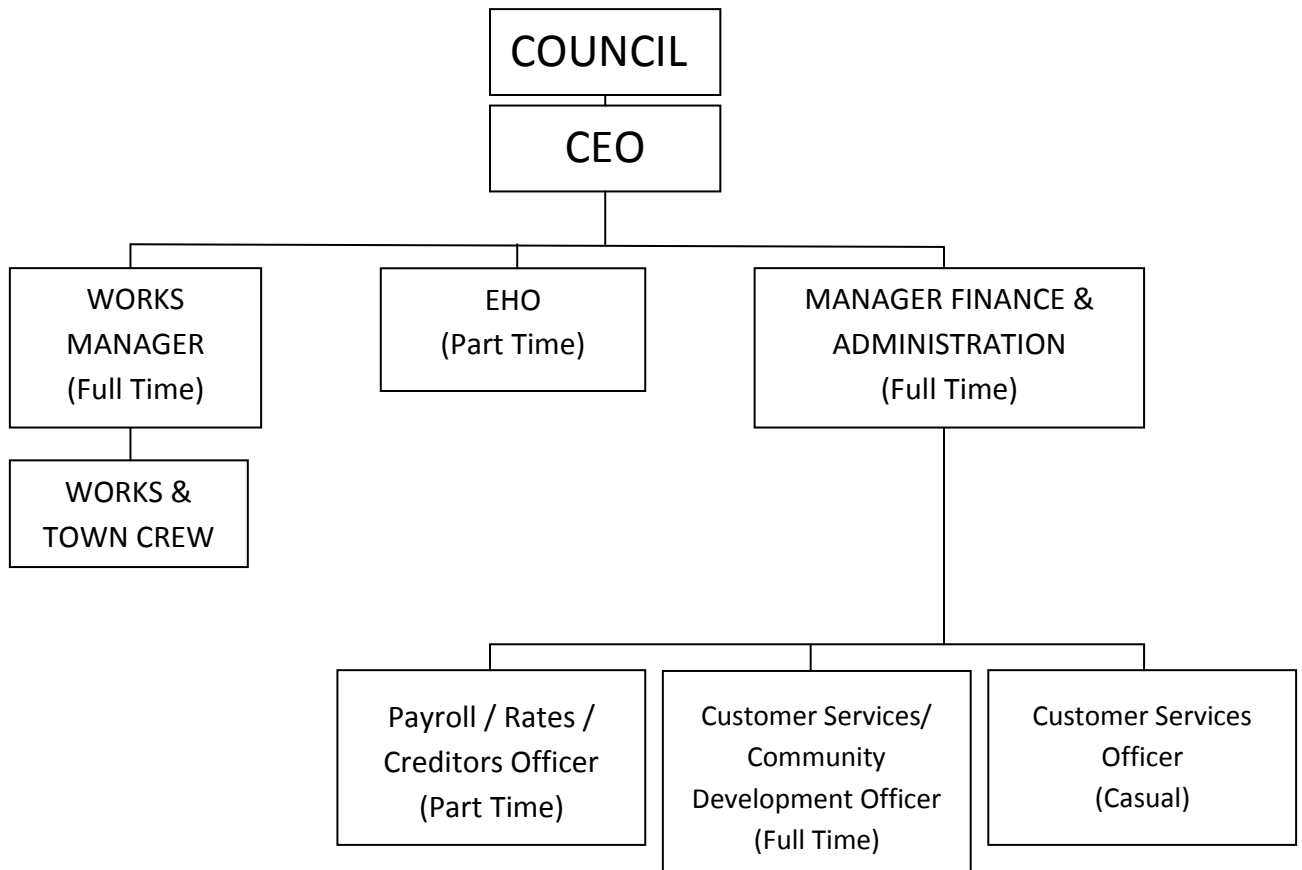 COUNCIL
CEO
WORKS
MANAGER
(Full Time)
EHO
(Part Time)
MANAGER FINANCE &
ADMINISTRATION
(Full Time)
WORKS &
TOWN CREW
Payroll / Rates /
Creditors Officer
(Part Time)
Customer Services/
Community
Development Officer
(Full Time)
Customer Services
Officer
(Casual)